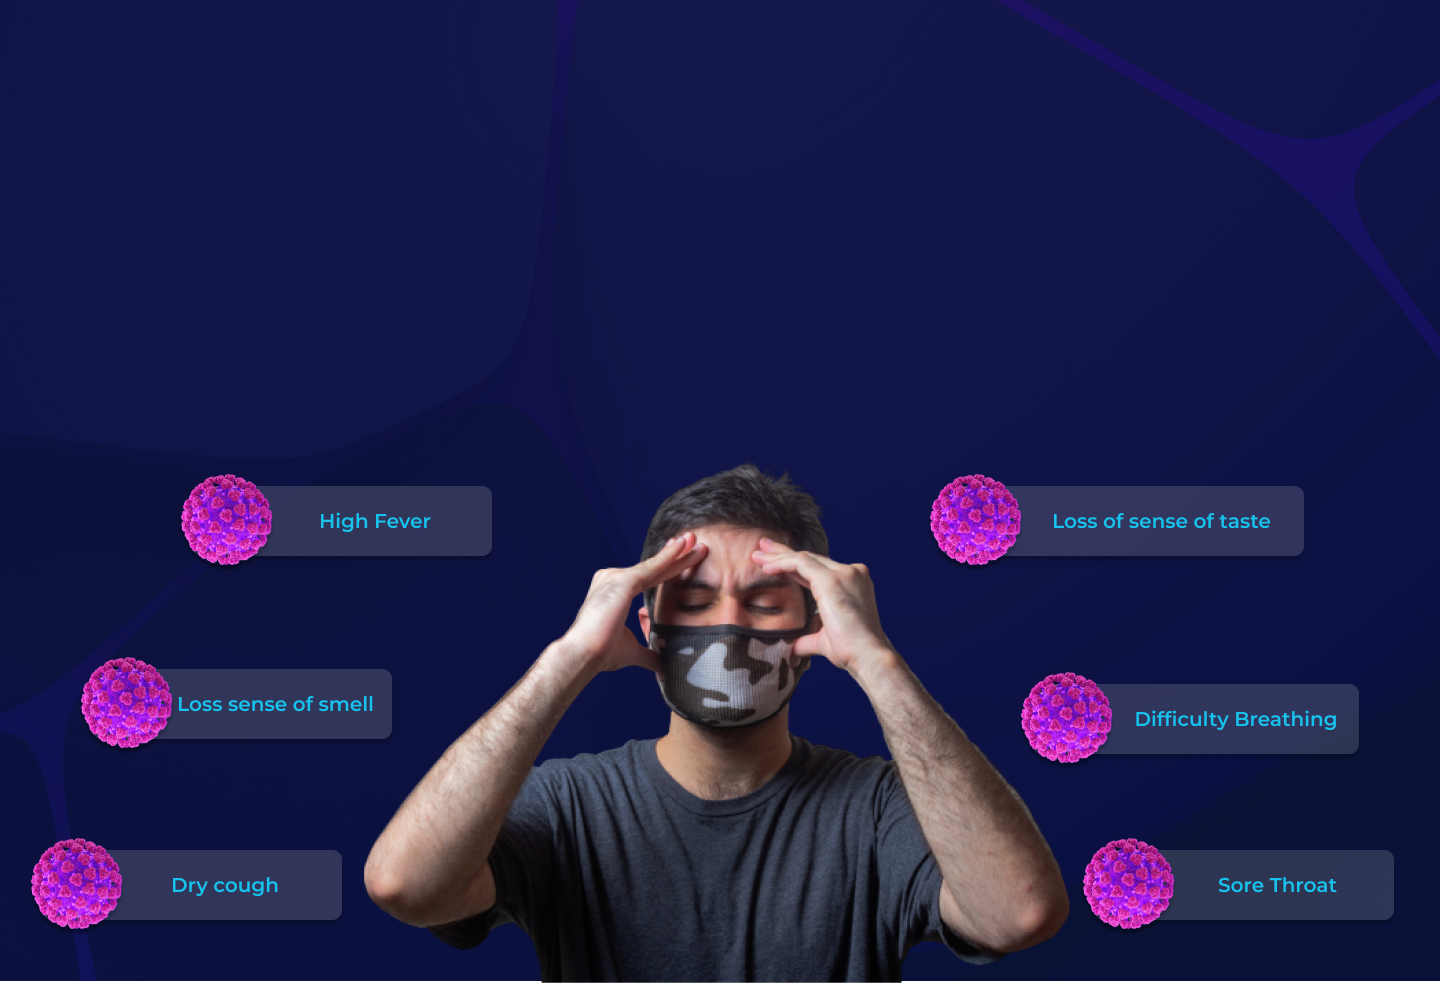 High Fever
Loss of sense of taste
Loss sense of smell
Difficulty Breathing
Dry cough
Sore Throat